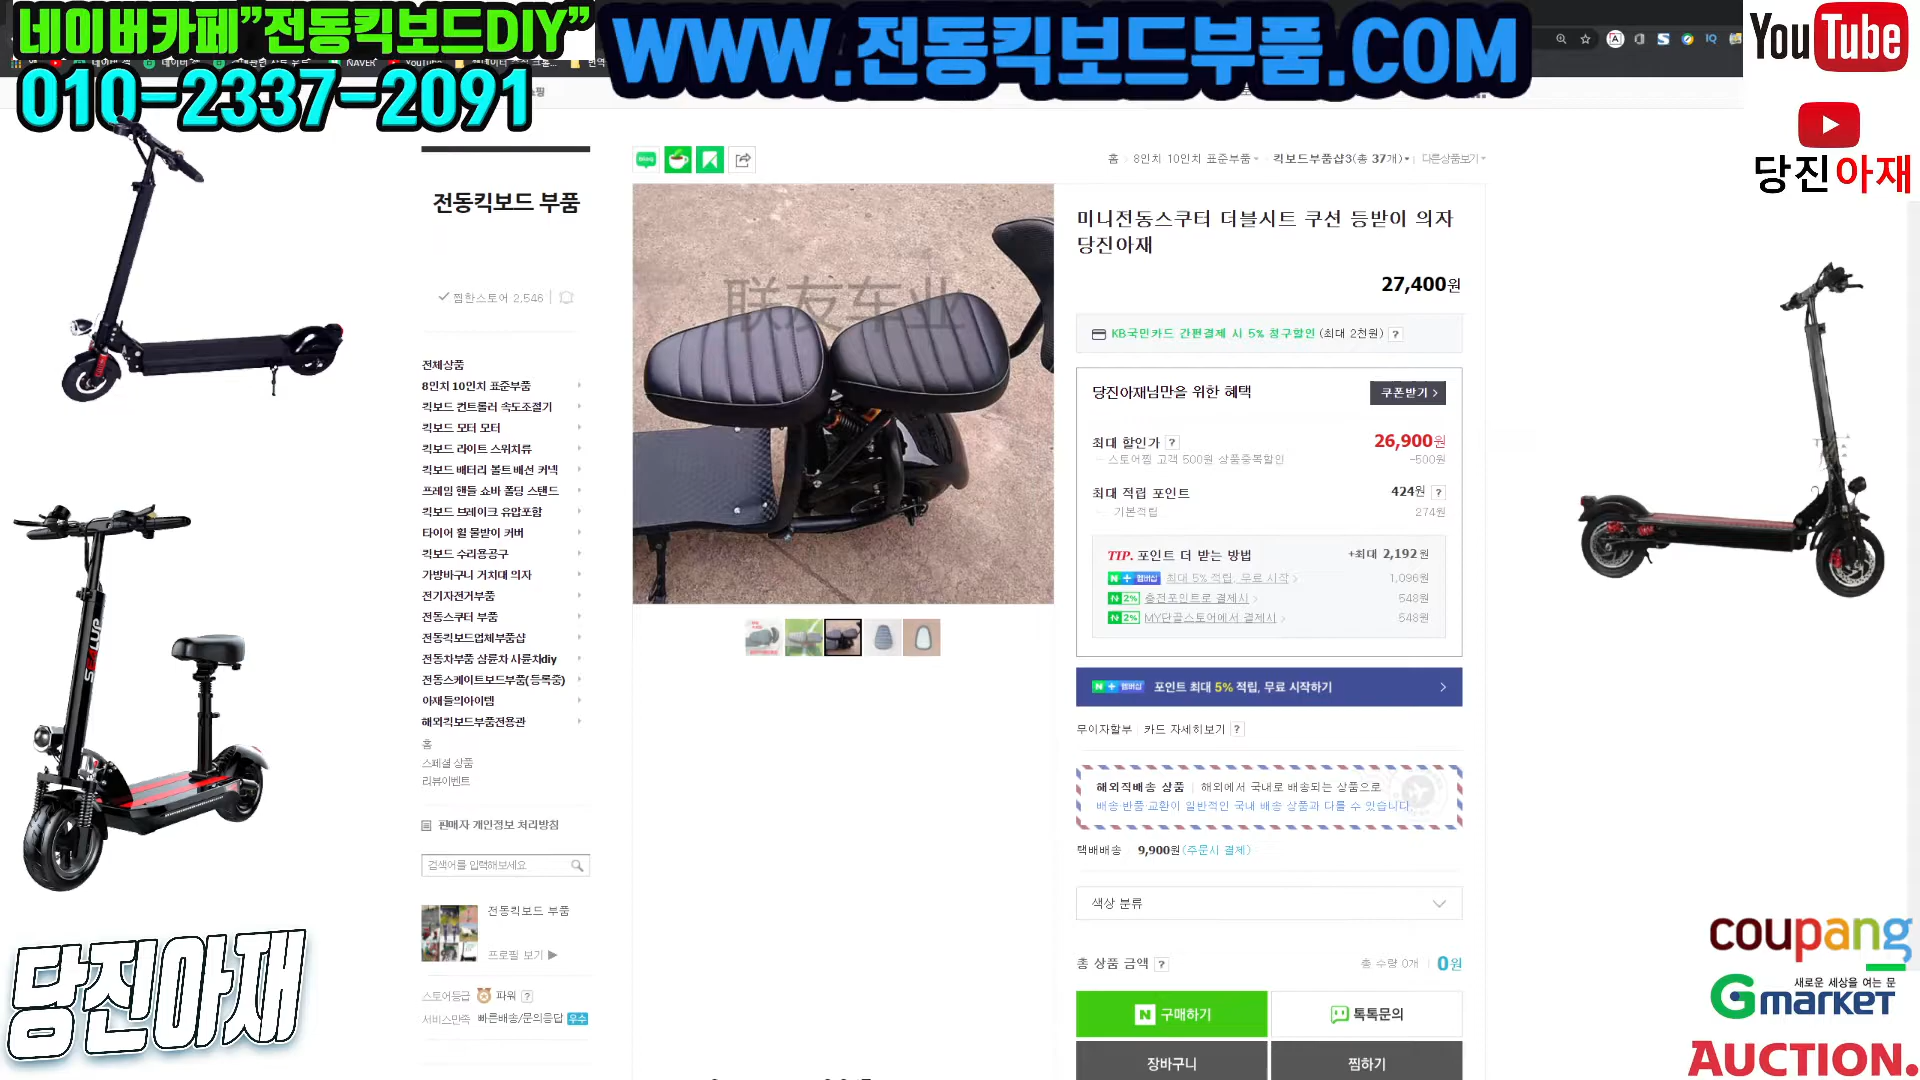 네이버카페”전동킥보드DIY”
010-2337-2091
WWW.전동킥보드부품.COM
YouTube
당진아재
NAVER
전동킥보드 부품
찜한스토어 2,546
전체상품
8인치 10인치 표준부품
킥보드 컨트롤러 속도조절기
킥보드 모터 모터
킥보드 라이트 스위치류
킥보드 배터리 볼트 배선 커넥
프레임 핸들 쇼바 폴딩 스탠드
킥보드 브레이크 유압포함
타이어 휠 물받이 커버
킥보드 수리용공구
가방바구니 거치대 의자
전기자전거부품
전동스쿠터 부품
전동킥보드업체부품샵
전동차부품 삼륜차 사륜차diy
전동스케이트보드부품(등록중)
아재들의아이템
해외킥보드부품전용관
홈
스페셜 상품
리뷰이벤트
판매자 개인정보 처리방침
검색어를 입력해보세요
전동킥보드 부품
프로필 보기 ▶
스토어등급 파워 ?
서비스만족 빠른배송/문의응답 우수
당진아재
blog
홈 > 8인치 10인치 표준부품 킥보드부품샵3(총 37개) 다른상품보기
联友车业
미니전동스쿠터 더블시트 쿠션 등받이 의자
당진아재
27,400원
KB국민카드 간편결제 시 5% 청구할인 (최대 2천원) ?
당진아재님만을 위한 혜택 쿠폰받기 >
최대 할인가 ? 26,900원
스토어찜 고객 500원 상품중복할인 -500원
최대 적립 포인트 424원 ?
기본적립 274원
TIP. 포인트 더 받는 방법 +최대 2,192원
N + 멤버십 최대 5% 적립, 무료 시작 > 1,096원
N 2% 충전포인트로 결제시 > 548원
N 2% MY단골스토어에서 결제시 > 548원
N + 멤버십 포인트 최대 5% 적립, 무료 시작하기 >
무이자할부 카드 자세히보기 ?
해외직배송 상품 | 해외에서 국내로 배송되는 상품으로
배송·반품·교환이 일반적인 국내 배송 상품과 다를 수 있습니다.
택배배송 9,900원(주문시 결제)
색상 분류
총 상품 금액 ? 총 수량 0개 | 0원
N 구매하기
톡톡문의
장바구니
찜하기
coupang
새로운 세상을 여는 문
Gmarket
AUCTION.